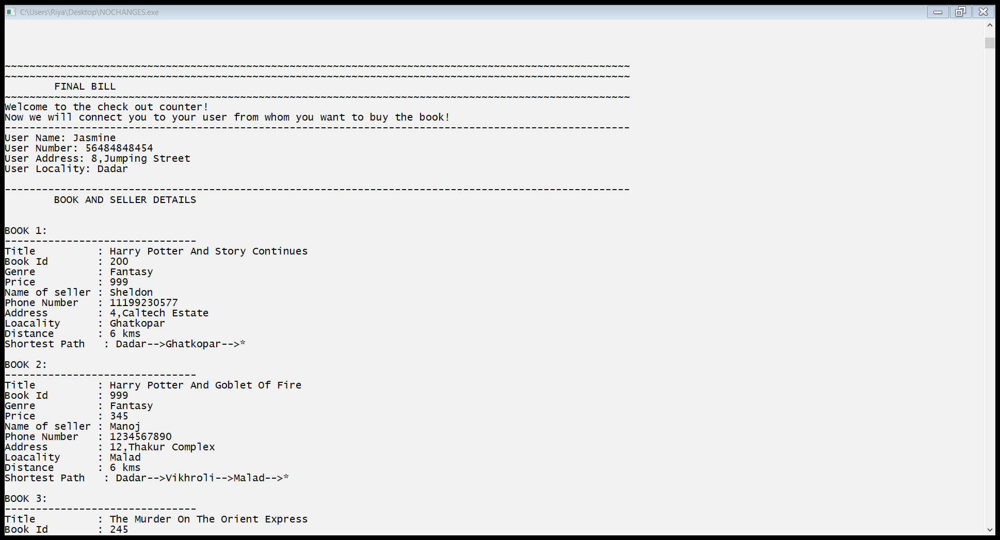 C:\Users\Riya\Desktop\NOCHANGES.exe
~~~~~~~~~~~~~~~~~~~~~~~~~~~~~~~~~~~~~~~~~~~~~~~~~~~~~~~~~~~~~~~~~~~~~~~~~~~~~~~~~~~~~~~~~~~~~~~~~~~~~
~~~~~~~~~~~~~~~~~~~~~~~~~~~~~~~~~~~~~~~~~~~~~~~~~~~~~~~~~~~~~~~~~~~~~~~~~~~~~~~~~~~~~~~~~~~~~~~~~~~~~
FINAL BILL
~~~~~~~~~~~~~~~~~~~~~~~~~~~~~~~~~~~~~~~~~~~~~~~~~~~~~~~~~~~~~~~~~~~~~~~~~~~~~~~~~~~~~~~~~~~~~~~~~~~~~
Welcome to the check out counter!
Now we will connect you to your user from whom you want to buy the book!
-----------------------------------------------------------------------------------------------------
User Name: Jasmine
User Number: 56484848454
User Address: 8,Jumping Street
User Locality: Dadar
-----------------------------------------------------------------------------------------------------
BOOK AND SELLER DETAILS
BOOK 1:
-------------------------------
Title          : Harry Potter And Story Continues
Book Id        : 200
Genre          : Fantasy
Price          : 999
Name of seller : Sheldon
Phone Number   : 11199230577
Address        : 4,Caltech Estate
Loacality      : Ghatkopar
Distance       : 6 kms
Shortest Path   : Dadar-->Ghatkopar-->*
BOOK 2:
-------------------------------
Title          : Harry Potter And Goblet Of Fire
Book Id        : 999
Genre          : Fantasy
Price          : 345
Name of seller : Manoj
Phone Number   : 1234567890
Address        : 12,Thakur Complex
Loacality      : Malad
Distance       : 6 kms
Shortest Path   : Dadar-->Vikhroli-->Malad-->*
BOOK 3:
-------------------------------
Title          : The Murder On The Orient Express
Book Id        : 245